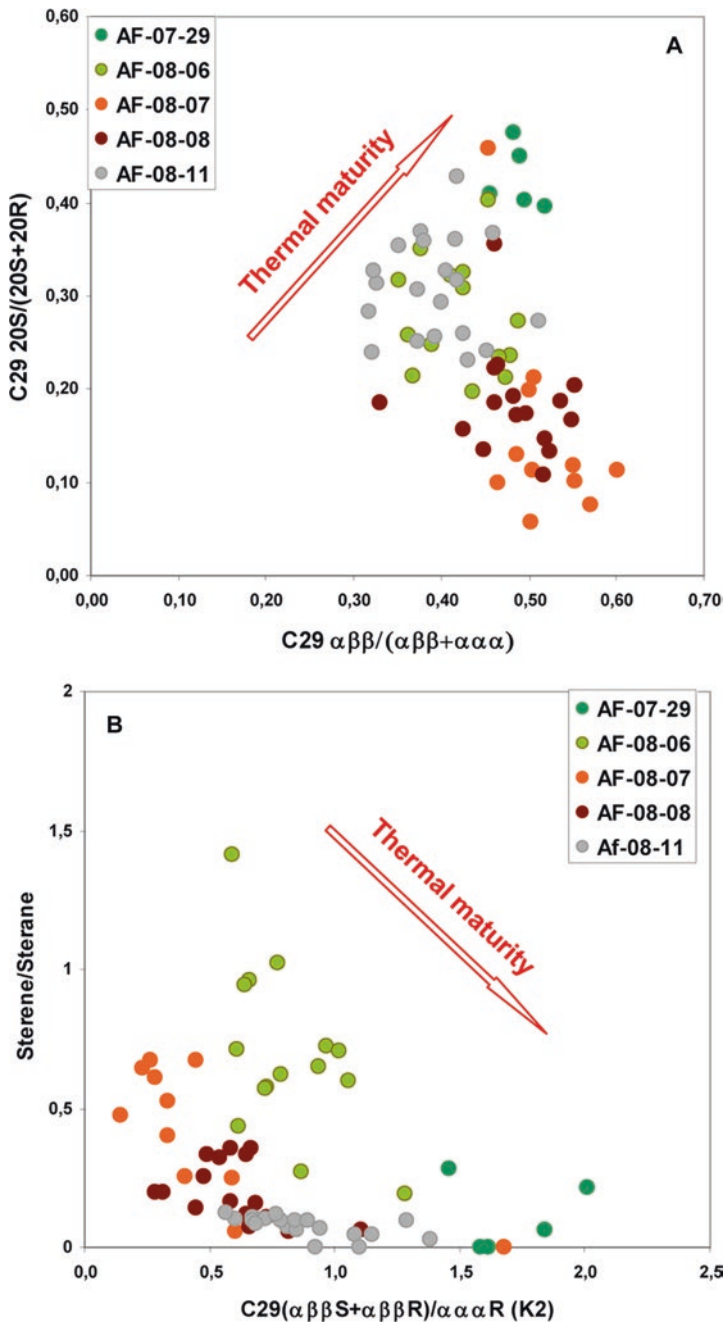 0,60
0,50
0,40
0,30
0,20
0,10
0,00
C29 20S/(20S+20R)
AF-07-29
AF-08-06
AF-08-07
AF-08-08
AF-08-11
A
Thermal maturity
0,00 0,10 0,20 0,30 0,40 0,50 0,60 0,70
C29 αββ/(αββ+ααα)
2
1,5
1
0,5
0
Sterene/Sterane
B
AF-07-29
AF-08-06
AF-08-07
AF-08-08
Af-08-11
Thermal maturity
0,0 0,5 1,0 1,5 2,0 2,5
C29(αββS+αββR)/αααR (K2)